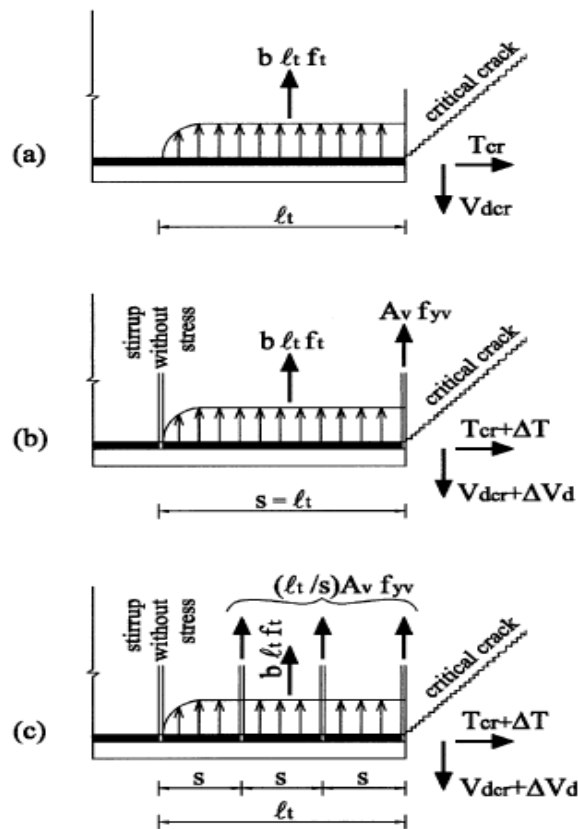 b ℓt ft
critical crack
(a)
Tcr
Vdcr
ℓt
stirrup
without
stress
Av fyv
b ℓt ft
critical crack
(b)
Tcr+ΔT
Vdcr+ΔVd
s = ℓt
stirrup
without
stress
(ℓt /s)Av fyv
b ℓt ft
critical crack
(c)
Tcr+ΔT
Vdcr+ΔVd
s s s
ℓt